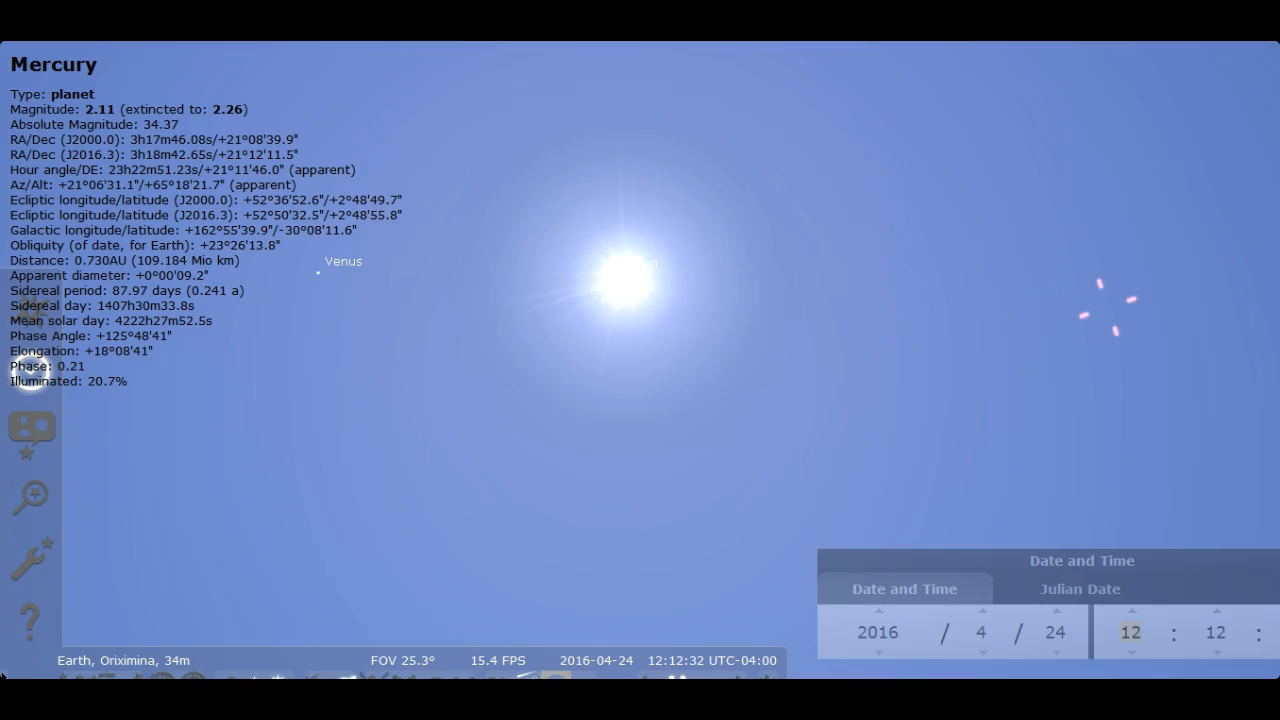 Mercury
Type: planet
Magnitude: 2.11 (extincted to: 2.26)
Absolute Magnitude: 34.37
RA/Dec (J2000.0): 3h17m46.08s/+21°08'39.9"
RA/Dec (J2016.3): 3h18m42.65s/+21°12'11.5"
Hour angle/DE: 23h22m51.23s/+21°11'46.0" (apparent)
Az/Alt: +21°06'31.1"/+65°18'21.7" (apparent)
Ecliptic longitude/latitude (J2000.0): +52°36'52.6"/+2°48'49.7"
Ecliptic longitude/latitude (J2016.3): +52°50'32.5"/+2°48'55.8"
Galactic longitude/latitude: +162°55'39.9"/-30°08'11.6"
Obliquity (of date, for Earth): +23°26'13.8"
Distance: 0.730AU (109.184 Mio km)
Apparent diameter: +0°00'09.2"
Sidereal period: 87.97 days (0.241 a)
Sidereal day: 1407h30m33.8s
Mean solar day: 4222h27m52.5s
Phase Angle: +125°48'41"
Elongation: +18°08'41"
Phase: 0.21
Illuminated: 20.7%
Venus
Date and Time
Date and Time Julian Date
2016 / 4 / 24 12 : 12 :
Earth, Oriximina, 34m FOV 25.3° 15.4 FPS 2016-04-24 12:12:32 UTC-04:00